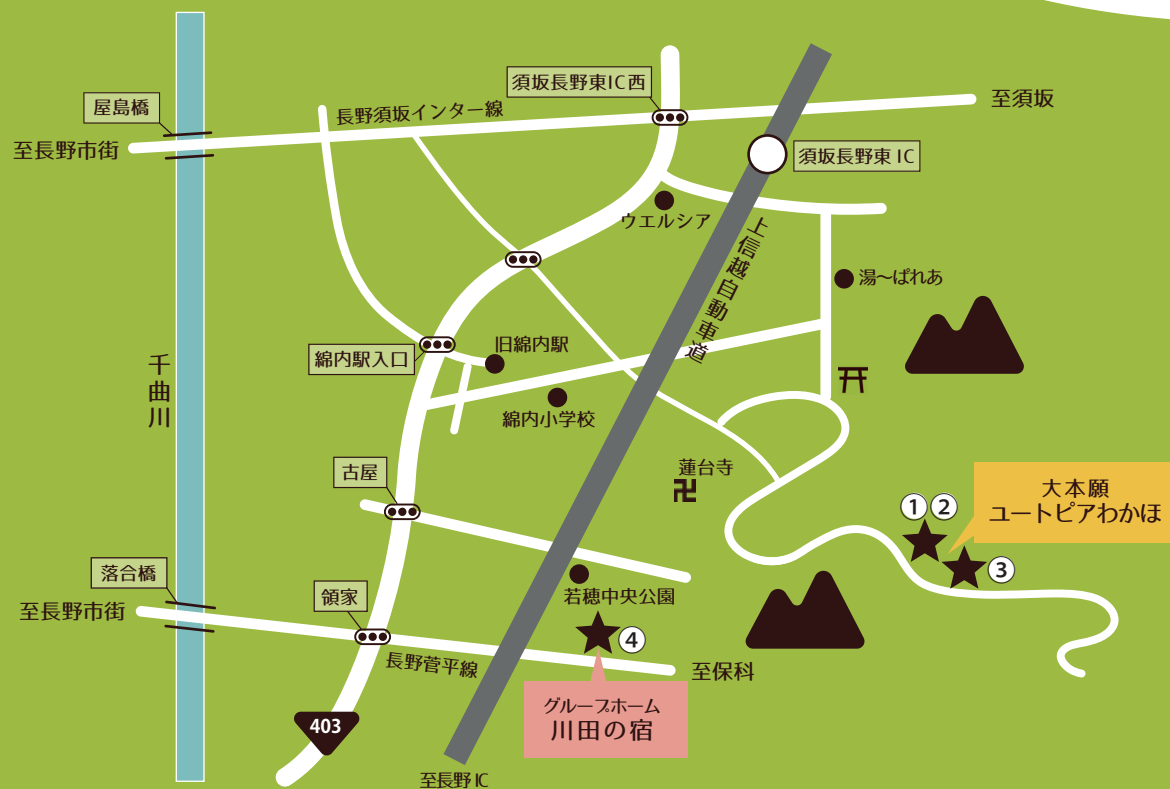 須坂長野東IC西
屋島橋
長野須坂インター線
至須坂
至長野市街
須坂長野東 IC
ウエルシア
上信越自動車道
湯〜ぱれあ
旧綿内駅
綿内駅入口
千曲川
綿内小学校
蓮台寺
卍
古屋
大本願
ユートピアわかほ
① ②
③
落合橋
若穂中央公園
領家
至長野市街
④
長野菅平線
至保科
グループホーム
川田の宿
403
至長野 IC